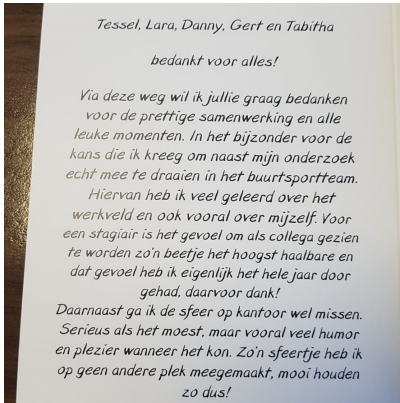 Tessel, Lara, Danny, Gert en Tabitha
bedankt voor alles!
Via deze weg wil ik jullie graag bedanken
voor de prettige samenwerking en alle
leuke momenten. In het bijzonder voor de
kans die ik kreeg om naast mijn onderzoek
echt mee te draaien in het buurtsportteam.
Hiervan heb ik veel geleerd over het
werkveld en ook vooral over mijzelf. Voor
een stagiair is het gevoel om als collega gezien
te worden zo'n beetje het hoogst haalbare en
dat gevoel heb ik eigenlijk het hele jaar door
gehad, daarvoor dank!
Daarnaast ga ik de sfeer op kantoor wel missen.
Serieus als het moest, maar vooral veel humor
en plezier wanneer het kon. Zo'n sfeertje heb ik
op geen andere plek meegemaakt, mooi houden
zo dus!